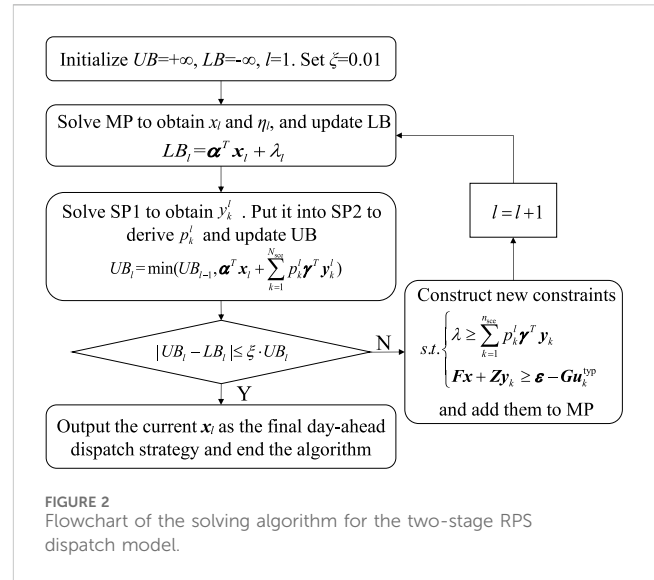 Initialize UB=+∞, LB=-∞, l=1. Set ξ=0.01
Solve MP to obtain x_l and η_l, and update LB
LB_l = α^T x_l + λ_l
Solve SP1 to obtain y_k^l . Put it into SP2 to
derive p_k^l and update UB
UB_l = min(UB_{l-1}, α^T x_l + ∑_{k=1}^{N_sce} p_k^l γ^T y_k^l)
|UB_l − LB_l| ≤ ξ · UB_l
N
Y
Output the current x_l as the final day-ahead
dispatch strategy and end the algorithm
l = l+1
Construct new constraints
s.t. { λ ≥ ∑_{k=1}^{n_sce} p_k^l γ^T y_k
Fx + Zy_k ≥ ε − Gu_k^typ
and add them to MP
FIGURE 2
Flowchart of the solving algorithm for the two-stage RPS
dispatch model.